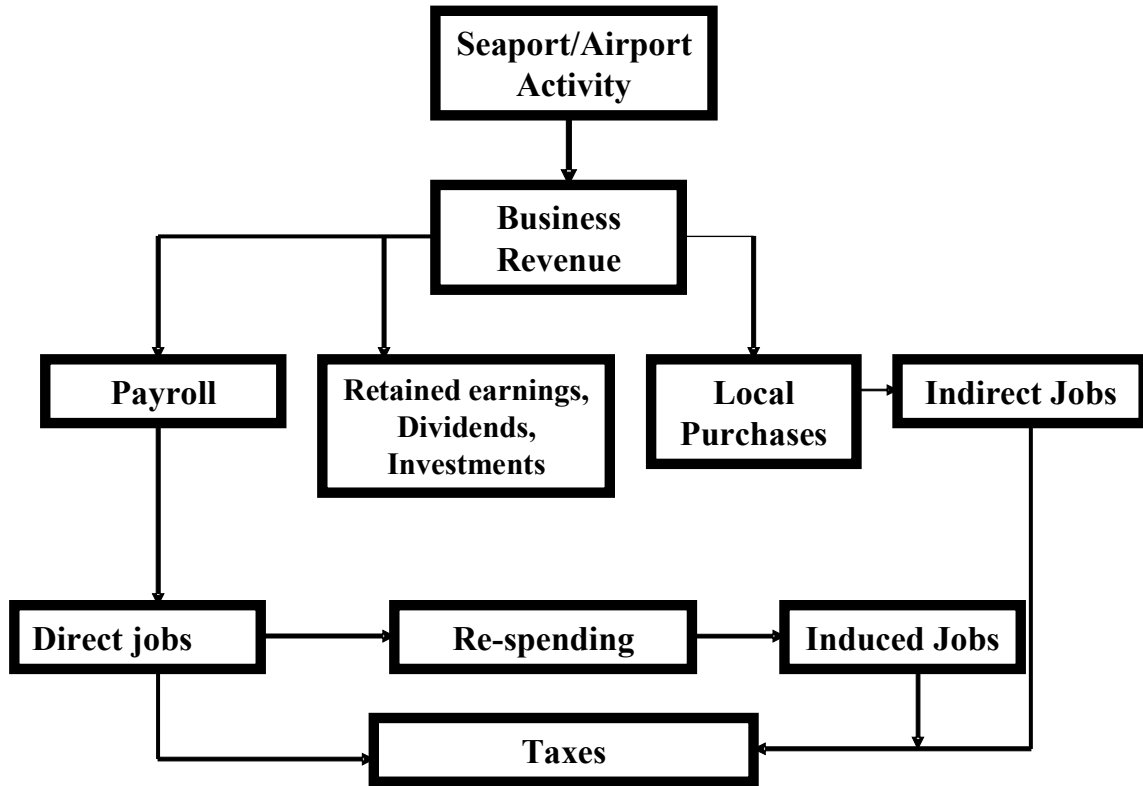 Seaport/Airport
Activity
Business
Revenue
Payroll
Retained earnings,
Dividends,
Investments
Local
Purchases
Indirect Jobs
Direct jobs
Re-spending
Induced Jobs
Taxes